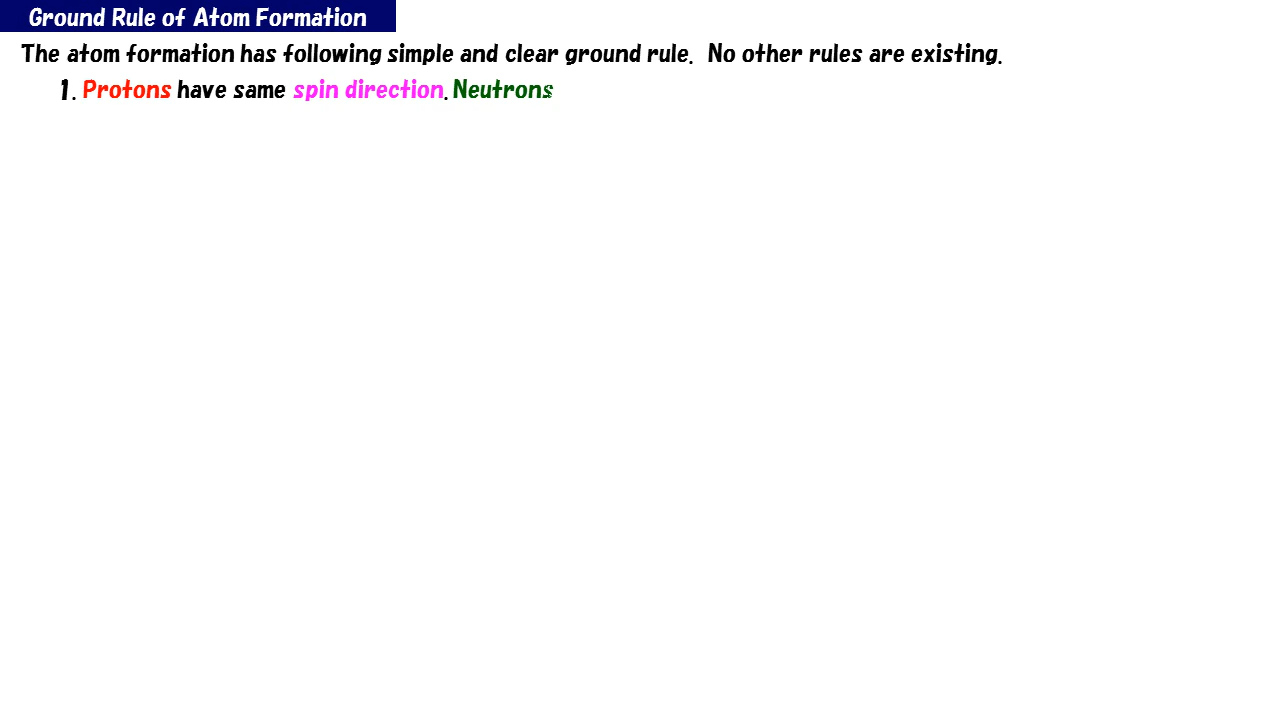 Ground Rule of Atom Formation
The atom formation has following simple and clear ground rule. No other rules are existing.
1. Protons have same spin direction. Neutrons